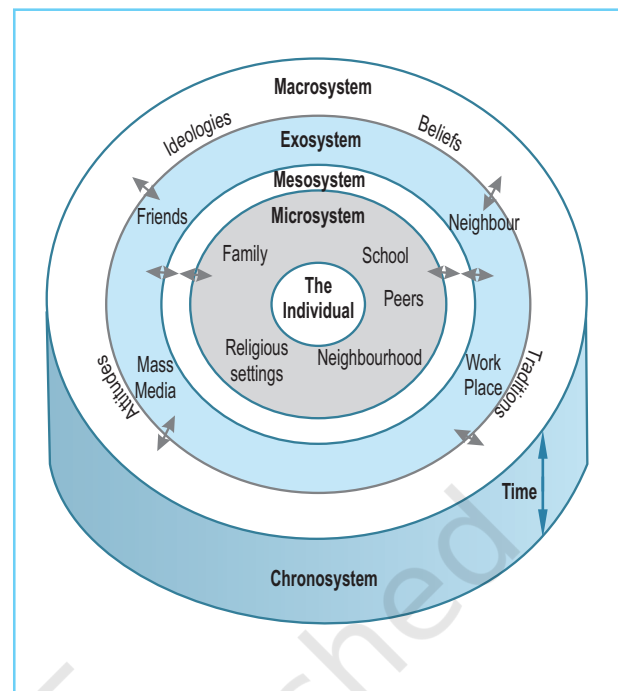 Macrosystem
Ideologies
Beliefs
Exosystem
Mesosystem
Friends
Microsystem
Neighbour
Family
School
The
Individual
Peers
Religious
settings
Neighbourhood
Mass
Media
Work
Place
Attitudes
Traditions
Time
Chronosystem